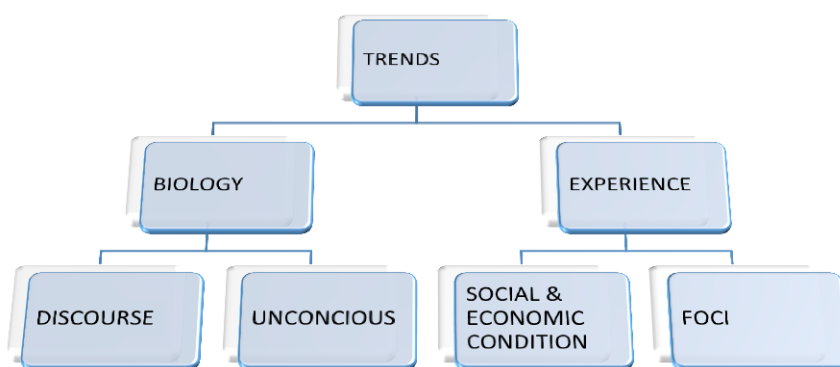 TRENDS
BIOLOGY
EXPERIENCE
DISCOURSE
UNCONCIOUS
SOCIAL &
ECONOMIC
CONDITION
FOCI